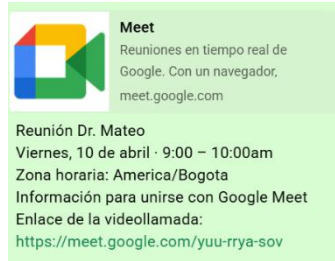 Meet
Reuniones en tiempo real de
Google. Con un navegador,
meet.google.com
Reunión Dr. Mateo
Viernes, 10 de abril · 9:00 – 10:00am
Zona horaria: America/Bogota
Información para unirse con Google Meet
Enlace de la videollamada:
https://meet.google.com/yuu-rrya-sov